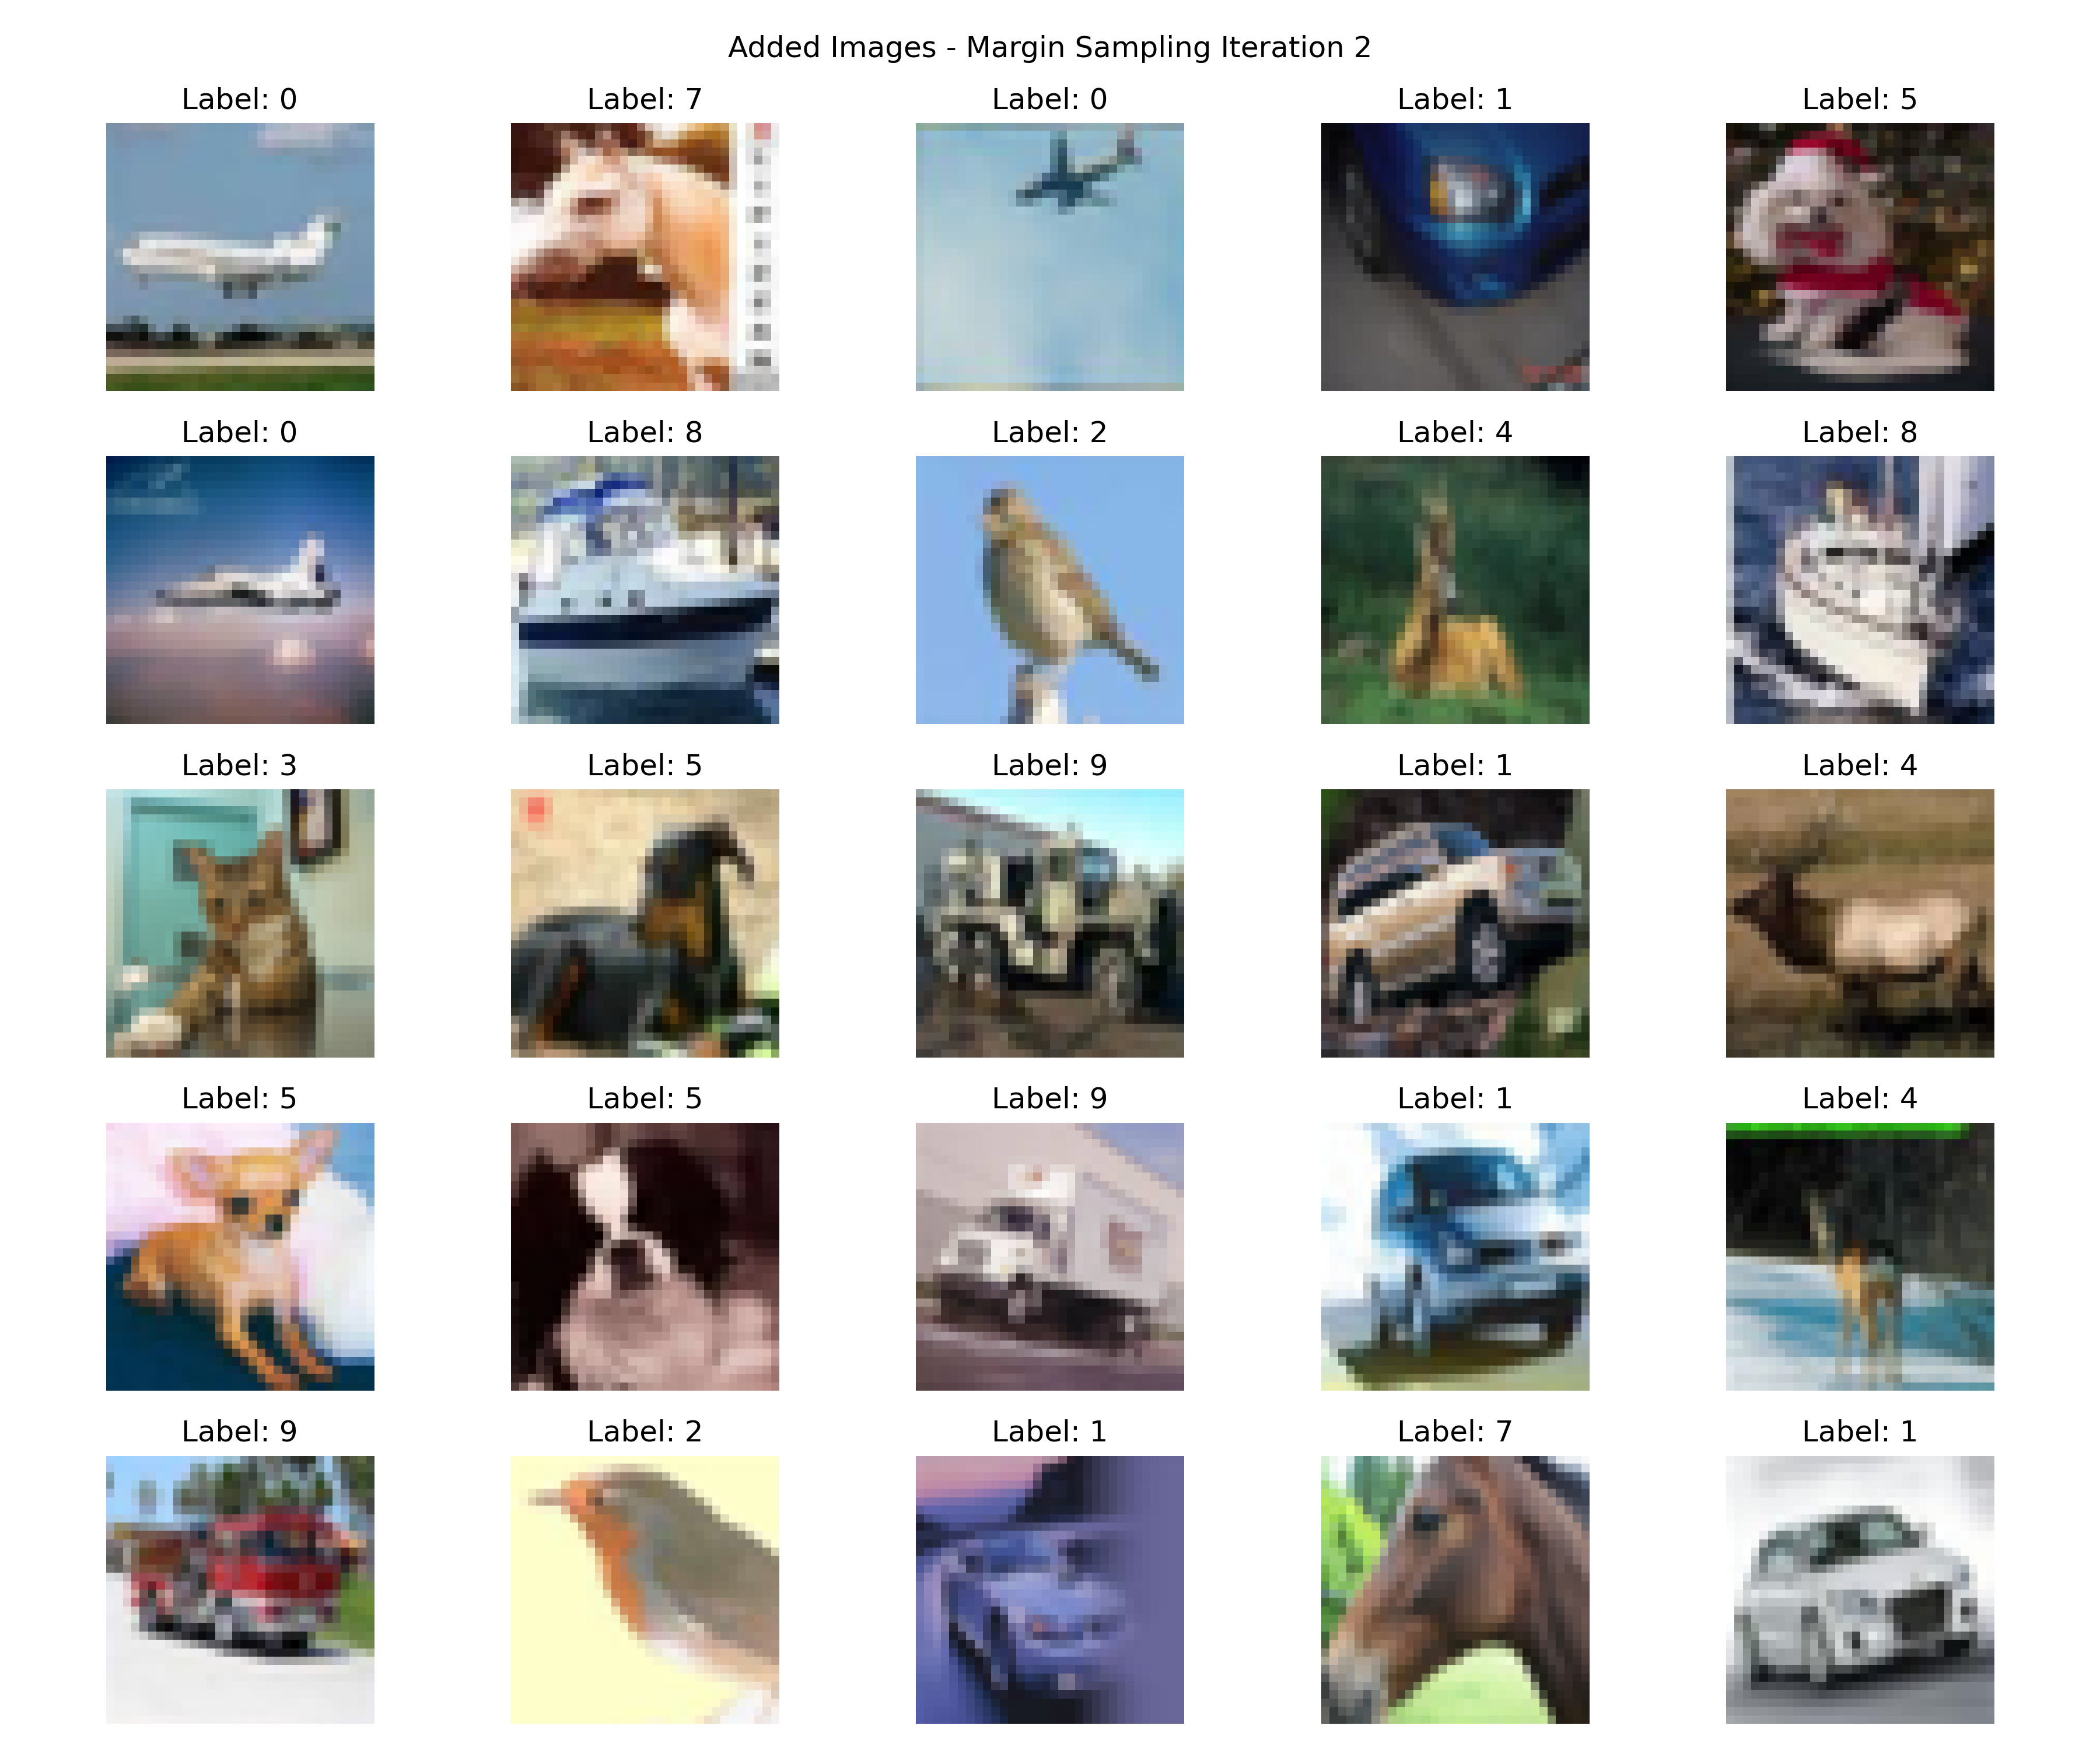 Added Images - Margin Sampling Iteration 2
Label: 0 Label: 7 Label: 0 Label: 1 Label: 5
Label: 0 Label: 8 Label: 2 Label: 4 Label: 8
Label: 3 Label: 5 Label: 9 Label: 1 Label: 4
Label: 5 Label: 5 Label: 9 Label: 1 Label: 4
Label: 9 Label: 2 Label: 1 Label: 7 Label: 1